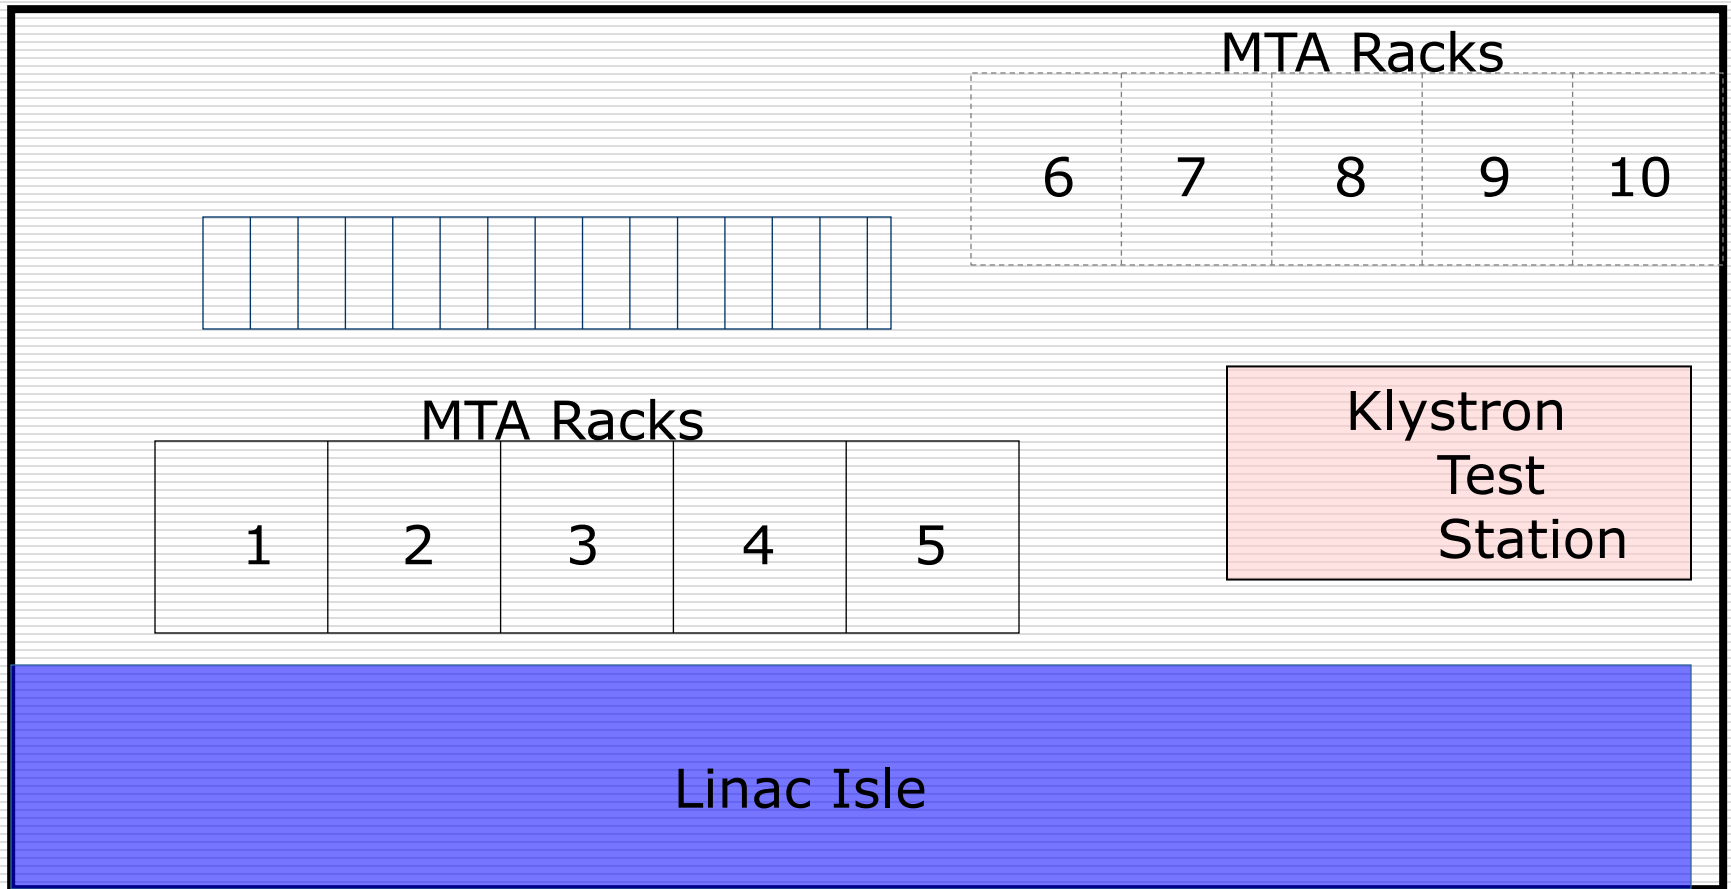 MTA Racks
6 7 8 9 10
MTA Racks
1 2 3 4 5
Klystron
Test
Station
Linac Isle